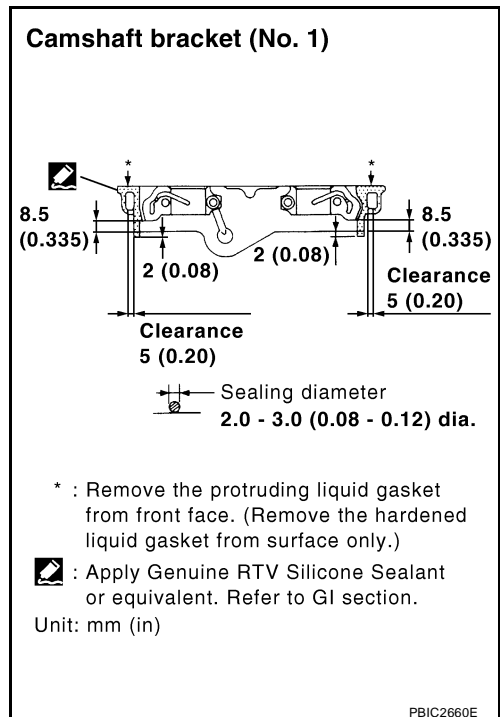 Camshaft bracket (No. 1)
*
*
8.5
(0.335)
2 (0.08)
2 (0.08)
8.5
(0.335)
Clearance
5 (0.20)
Clearance
5 (0.20)
Sealing diameter
2.0 - 3.0 (0.08 - 0.12) dia.
* : Remove the protruding liquid gasket
from front face. (Remove the hardened
liquid gasket from surface only.)
: Apply Genuine RTV Silicone Sealant
or equivalent. Refer to GI section.
Unit: mm (in)
PBIC2660E